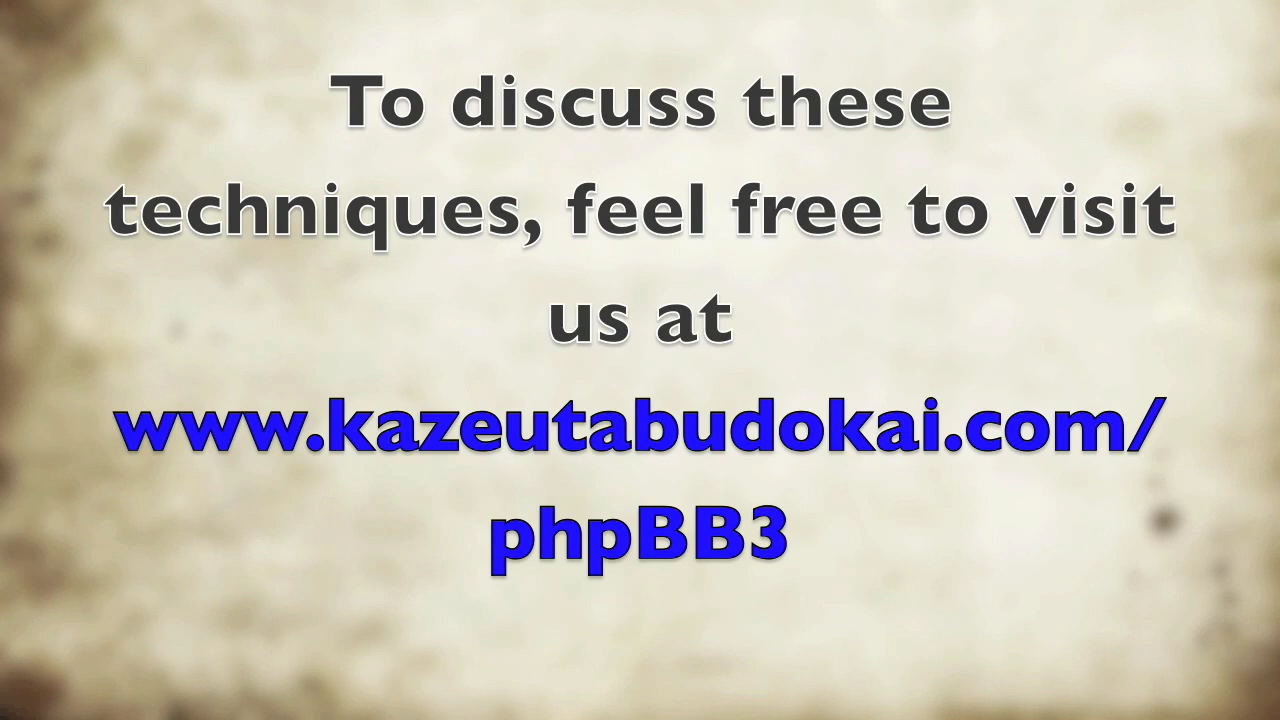 To discuss these
techniques, feel free to visit
us at
www.kazeutabudokai.com/
phpBB3